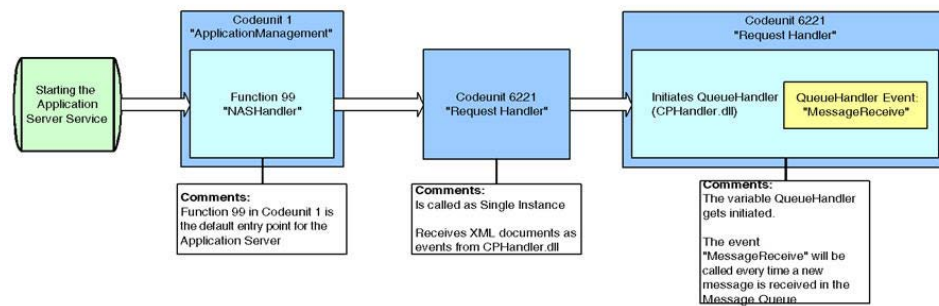 Starting the
Application
Server Service
Codeunit 1
"ApplicationManagement"
Function 99
"NASHandler"
Comments:
Function 99 in Codeunit 1 is
the default entry point for the
Application Server
Codeunit 6221
"Request Handler"
Comments:
Is called as Single Instance
Receives XML documents as
events from CPHandler.dll
Codeunit 6221
"Request Handler"
Initiates QueueHandler
(CPHandler.dll)
QueueHandler Event:
"MessageReceive"
Comments:
The variable QueueHandler
gets initiated.
The event
"MessageReceive" will be
called every time a new
message is received in the
Message Queue